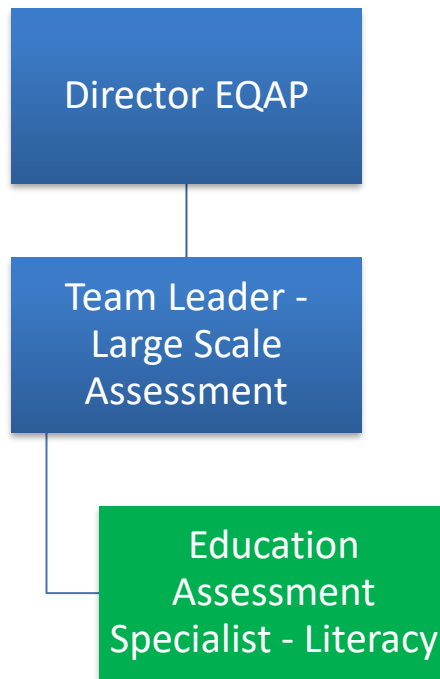 Director EQAP
Team Leader -
Large Scale
Assessment
Education
Assessment
Specialist - Literacy